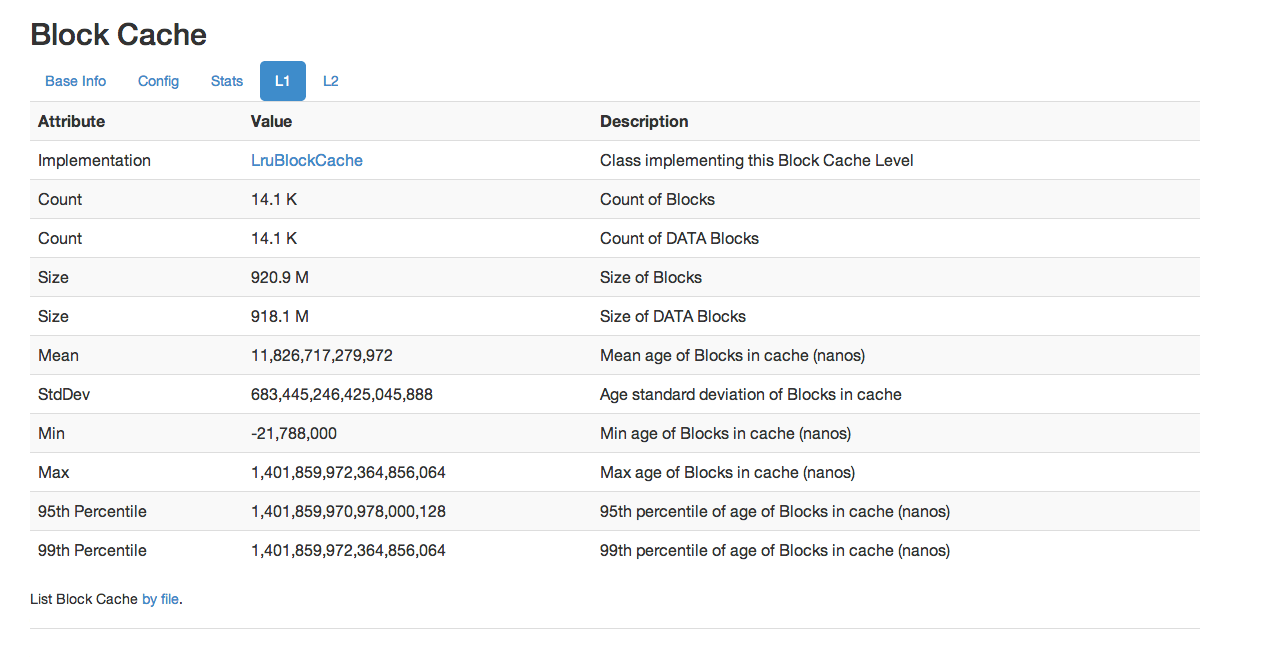 Block Cache
Base Info Config Stats L1 L2
Attribute Value Description
Implementation LruBlockCache Class implementing this Block Cache Level
Count 14.1 K Count of Blocks
Count 14.1 K Count of DATA Blocks
Size 920.9 M Size of Blocks
Size 918.1 M Size of DATA Blocks
Mean 11,826,717,279,972 Mean age of Blocks in cache (nanos)
StdDev 683,445,246,425,045,888 Age standard deviation of Blocks in cache
Min -21,788,000 Min age of Blocks in cache (nanos)
Max 1,401,859,972,364,856,064 Max age of Blocks in cache (nanos)
95th Percentile 1,401,859,970,978,000,128 95th percentile of age of Blocks in cache (nanos)
99th Percentile 1,401,859,972,364,856,064 99th percentile of age of Blocks in cache (nanos)
List Block Cache by file.